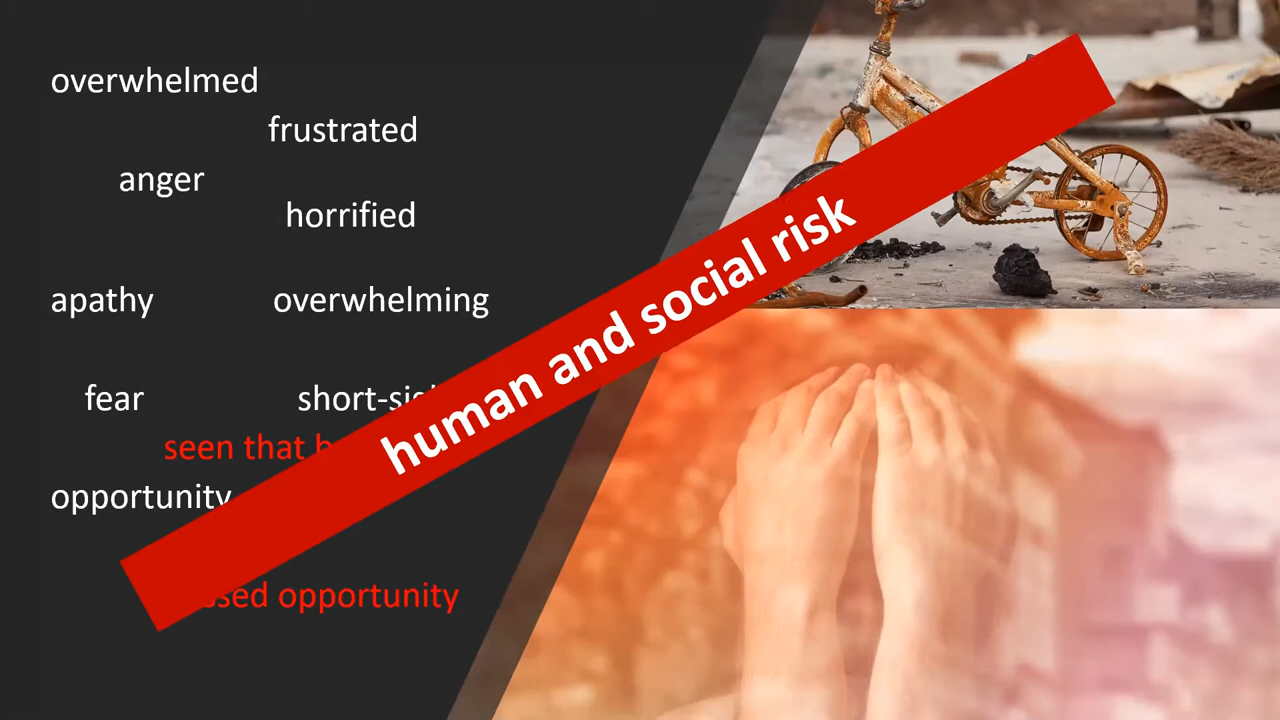 overwhelmed
frustrated
anger
horrified
apathy overwhelming
fear
seen that
opportunity
opportunity
human and social risk